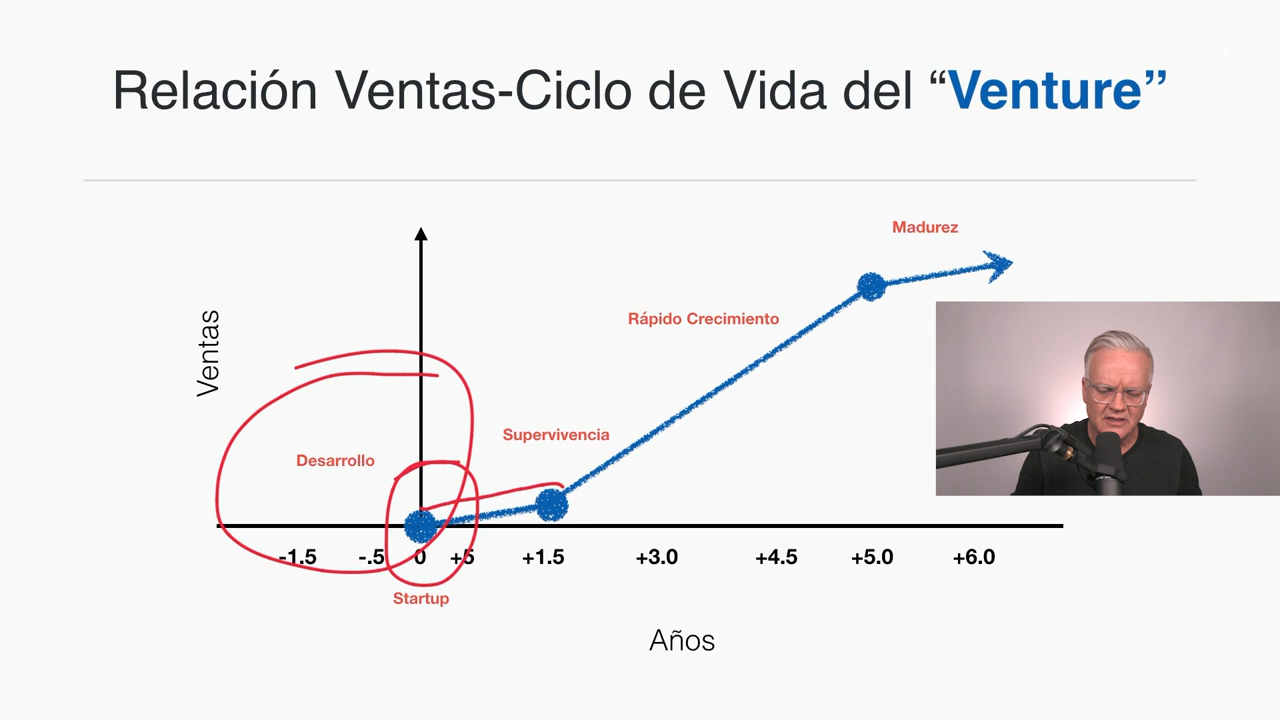 Relación Ventas-Ciclo de Vida del “Venture”
Madurez
Rápido Crecimiento
Ventas
Supervivencia
Desarrollo
-1.5 -.5 0 +5 +1.5 +3.0 +4.5 +5.0 +6.0
Startup
Años